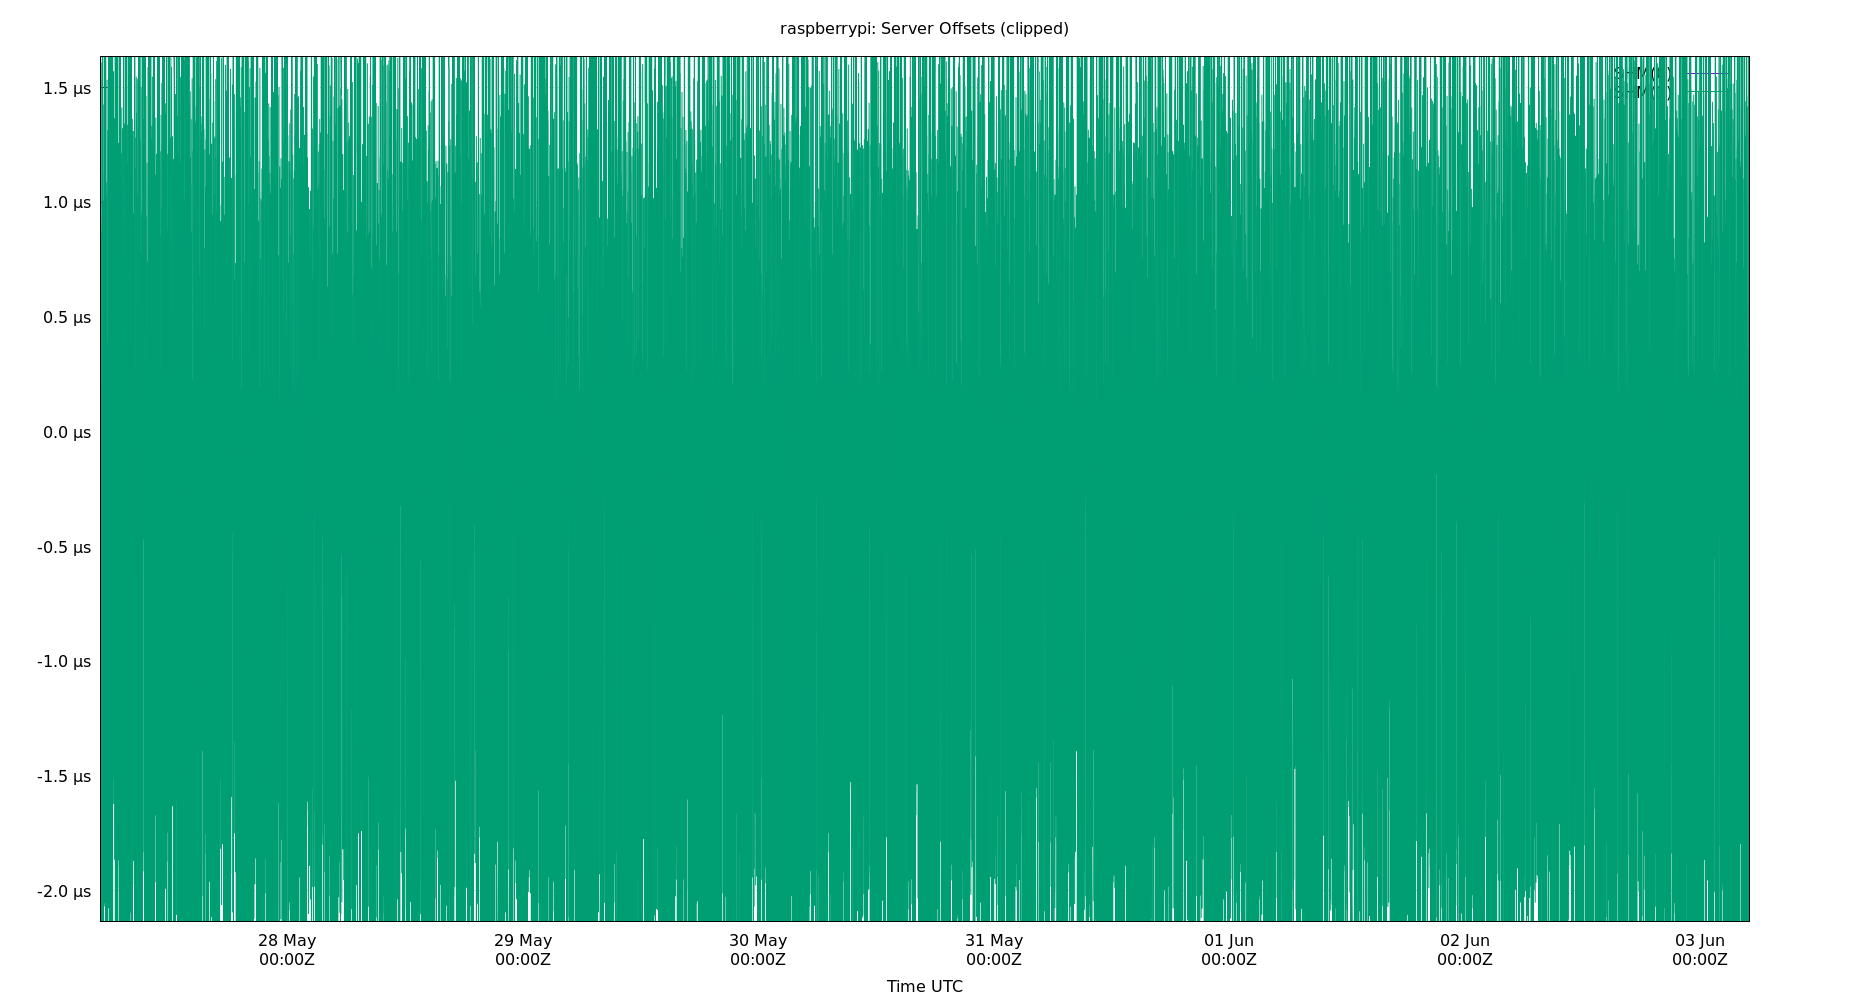 raspberrypi: Server Offsets (clipped)
1.5 µs
1.0 µs
0.5 µs
0.0 µs
-0.5 µs
-1.0 µs
-1.5 µs
-2.0 µs
28 May
00:00Z
29 May
00:00Z
30 May
00:00Z
31 May
00:00Z
01 Jun
00:00Z
02 Jun
00:00Z
03 Jun
00:00Z
Time UTC